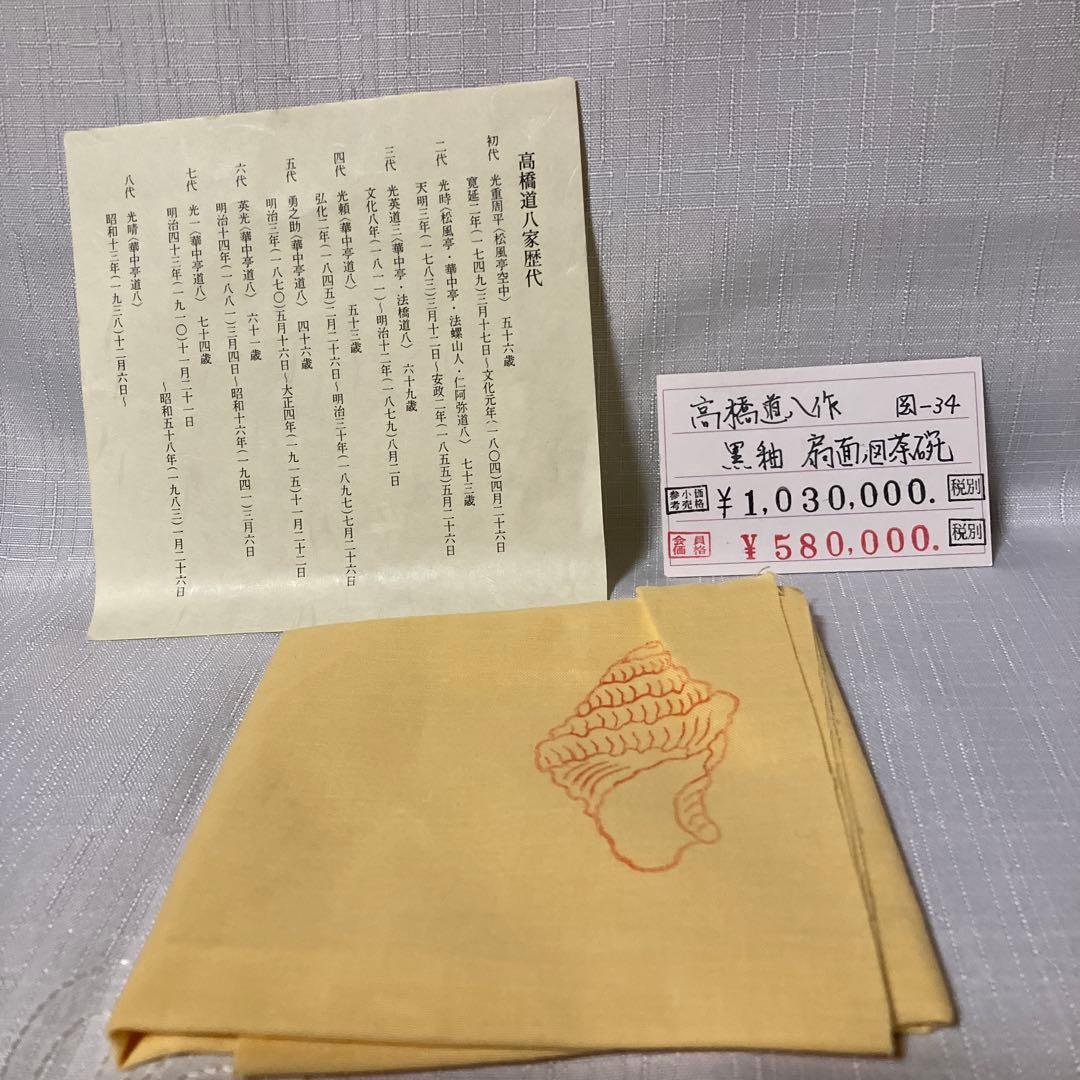 高橋道八家歴代
初代 光重周平〈松風亭空中〉 五十六歳
寛延二年(一七四九)三月十七日〜文化元年(一八〇四)四月二十六日
二代 光時〈松風亭・華中亭・法螺山人・仁阿弥道八〉 七十三歳
天明三年(一七八三)三月十二日〜安政二年(一八五五)五月二十六日
三代 光英道三〈華中亭・法橋道八〉 六十九歳
文化八年(一八一一)〜明治十二年(一八七九)八月二日
四代 光頼〈華中亭道八〉 五十三歳
弘化二年(一八四五)二月二十六日〜明治三十年(一八九七)七月二十六日
五代 勇之助〈華中亭道八〉 四十六歳
明治三年(一八七〇)五月十六日〜大正四年(一九一五)十一月二十二日
六代 英光〈華中亭道八〉 六十一歳
明治十四年(一八八一)三月四日〜昭和十六年(一九四一)三月六日
七代 光一〈華中亭道八〉 七十四歳
明治四十三年(一九一〇)十一月二十一日
〜昭和五十八年(一九八三)一月二十六日
八代 光晴〈華中亭道八〉
昭和十三年(一九三八)十二月六日〜
高橋道八作 図-34
黒釉 扇面図茶碗
参考小売価格 ¥1,030,000. 税別
会員価格 ¥580,000. 税別